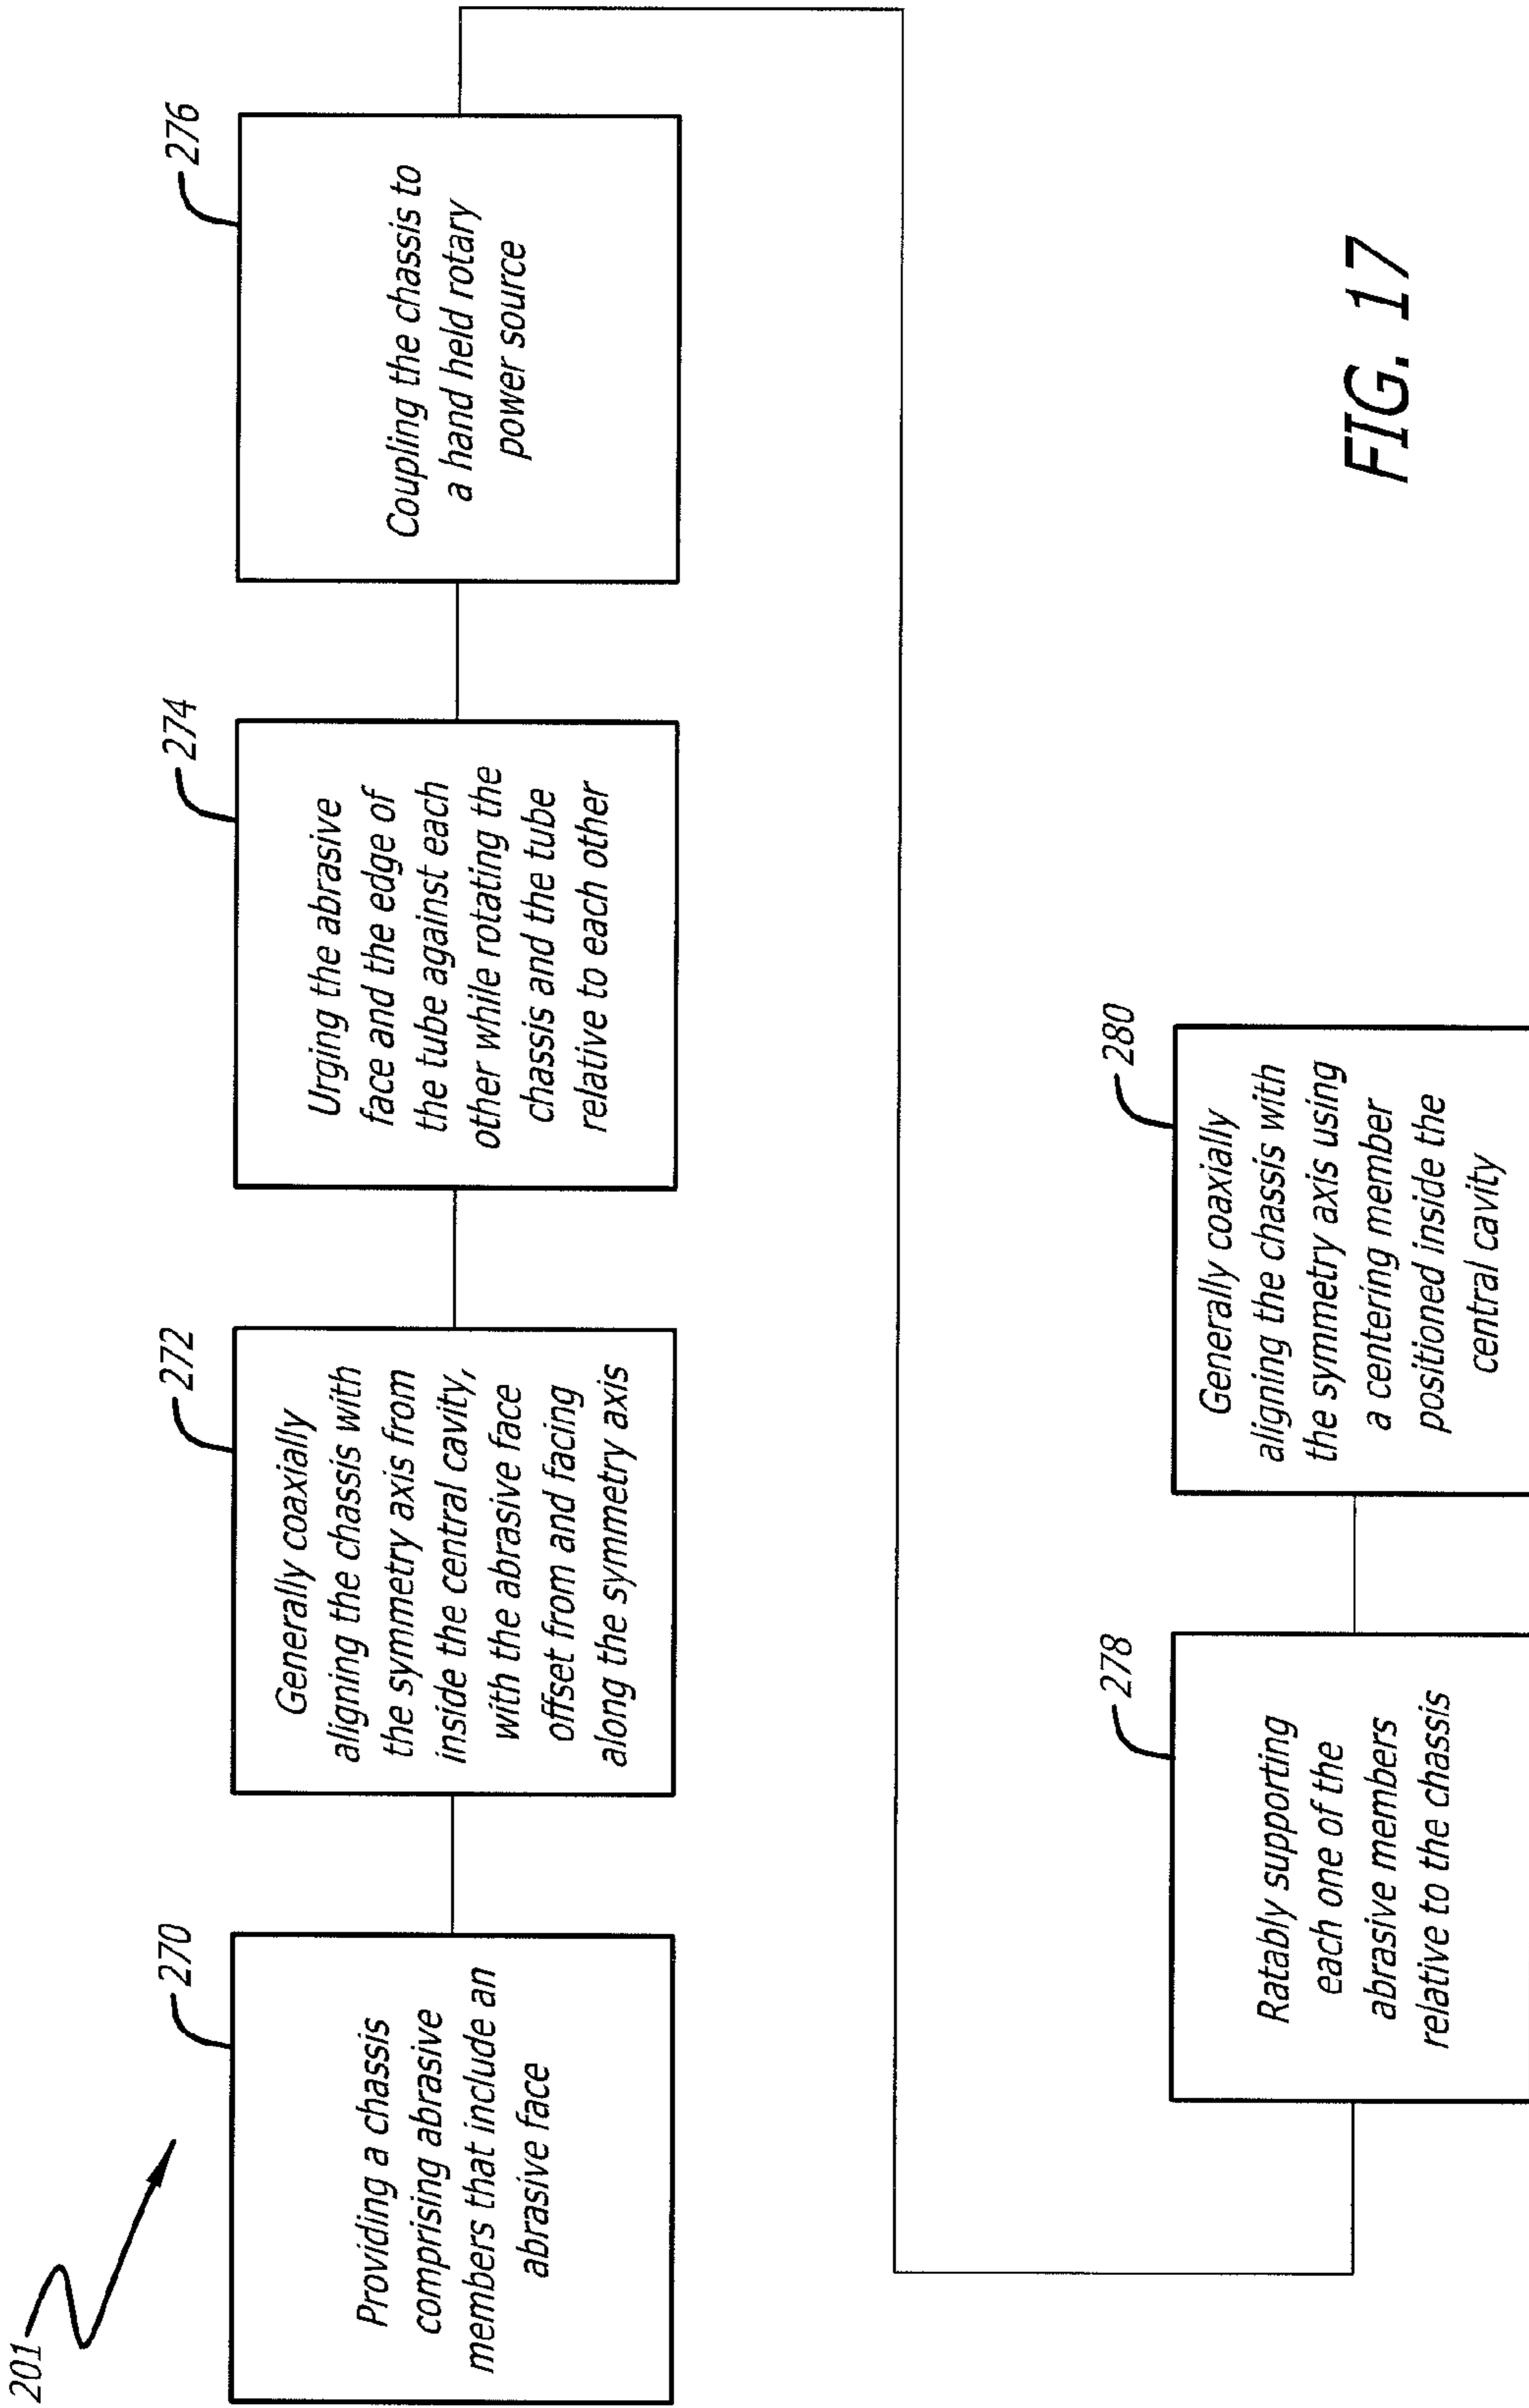 201
270
Providing a chassis
comprising abrasive
members that include an
abrasive face
272
Generally coaxially
aligning the chassis with
the symmetry axis from
inside the central cavity,
with the abrasive face
offset from and facing
along the symmetry axis
274
Urging the abrasive
face and the edge of
the tube against each
other while rotating the
chassis and the tube
relative to each other
276
Coupling the chassis to
a hand held rotary
power source
278
Ratably supporting
each one of the
abrasive members
relative to the chassis
280
Generally coaxially
aligning the chassis with
the symmetry axis using
a centering member
positioned inside the
central cavity
FIG. 17